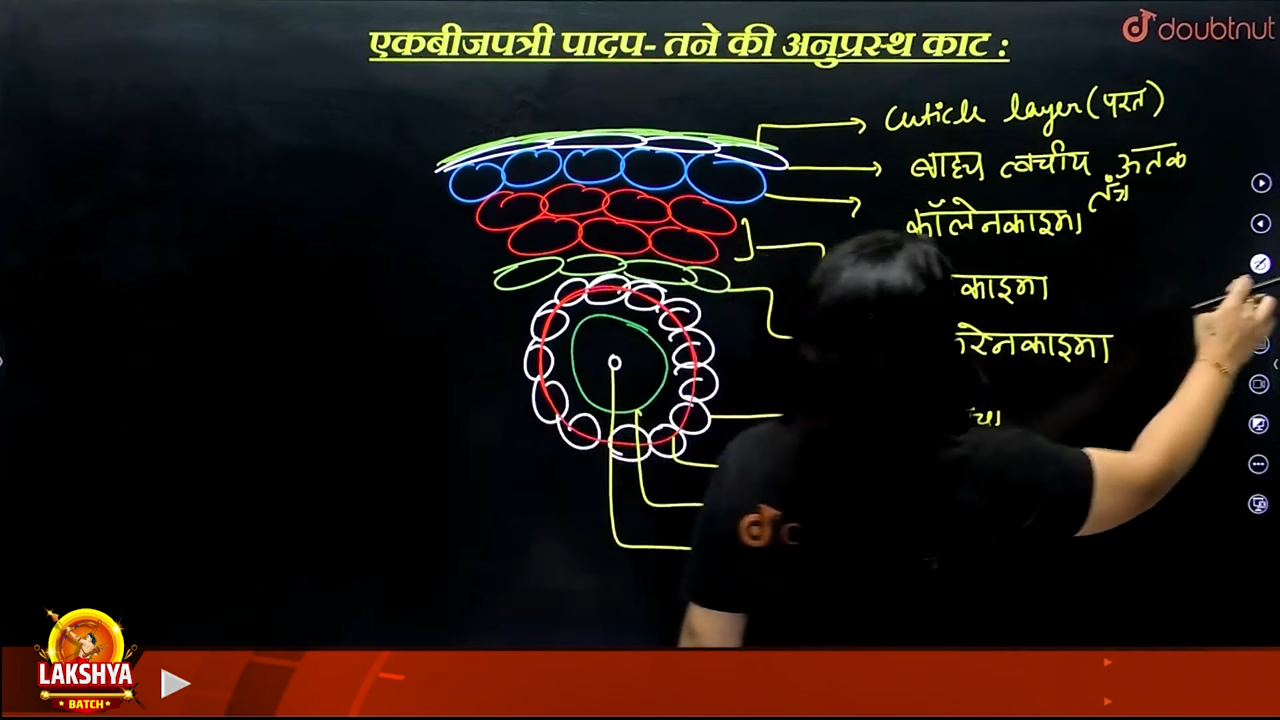 एकबीजपत्री पादप- तने की अनुप्रस्थ काट :
doubtnut
Cuticle layer (परत)
बाह्य त्वचीय ऊतक
तंत्र
कॉलेनकाइमा
काइमा
रेनकाइमा
LAKSHYA
BATCH